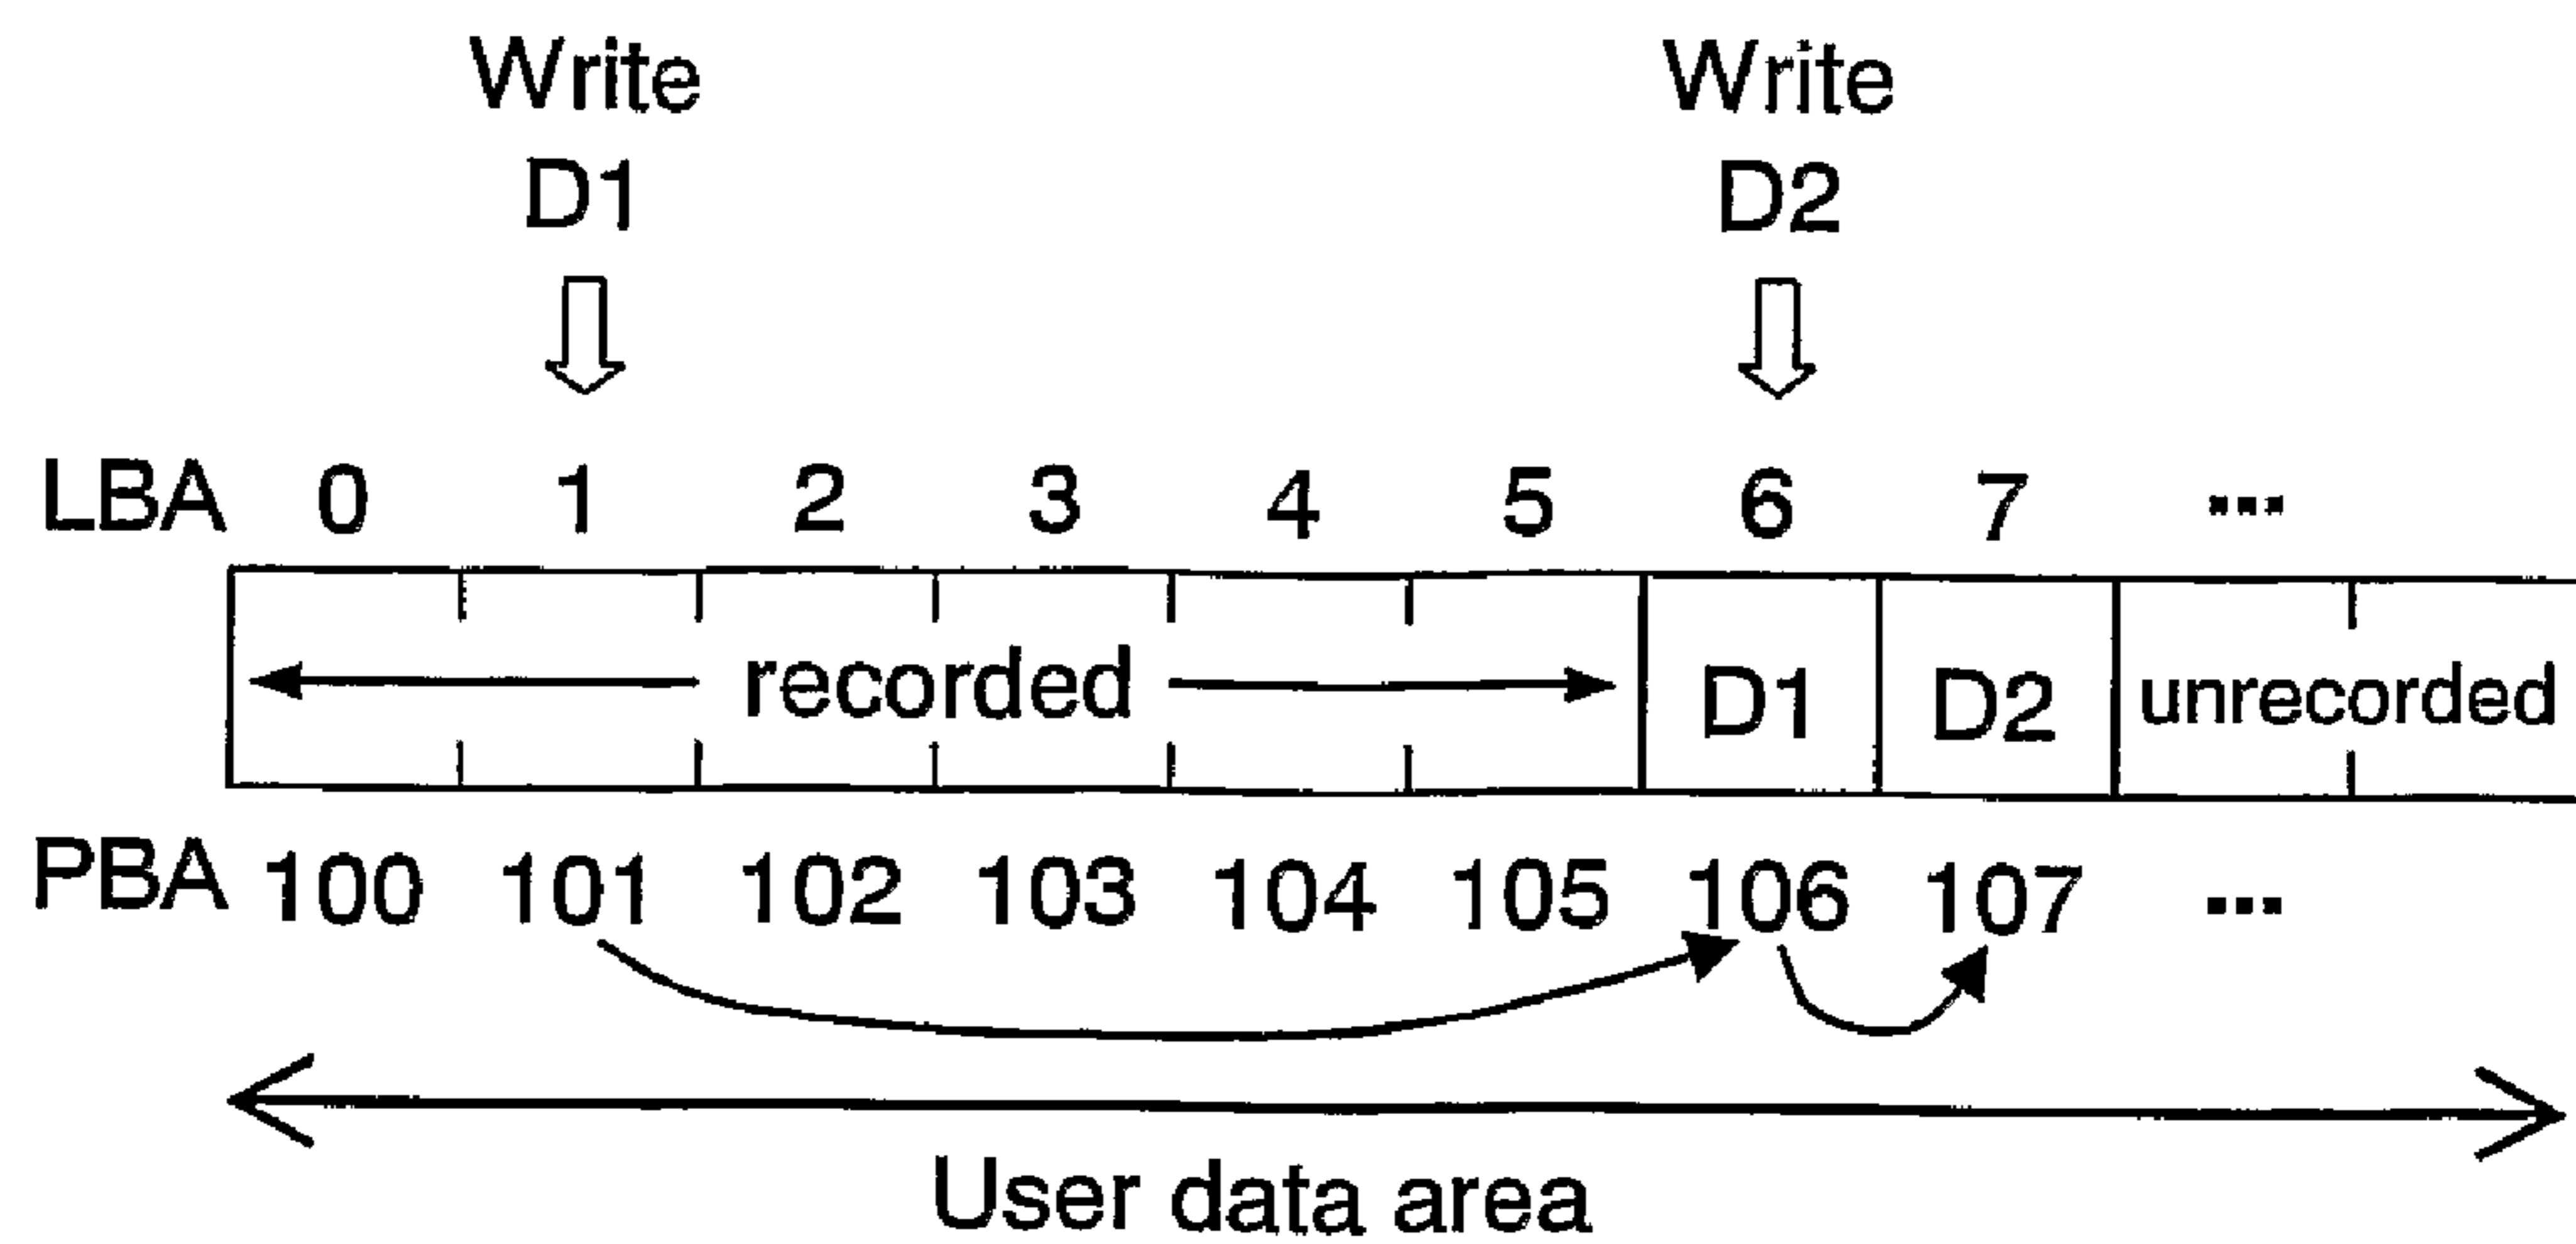 Write Write
D1 D2
LBA 0 1 2 3 4 5 6 7 ...
recorded D1 D2 unrecorded
PBA 100 101 102 103 104 105 106 107 ...
User data area